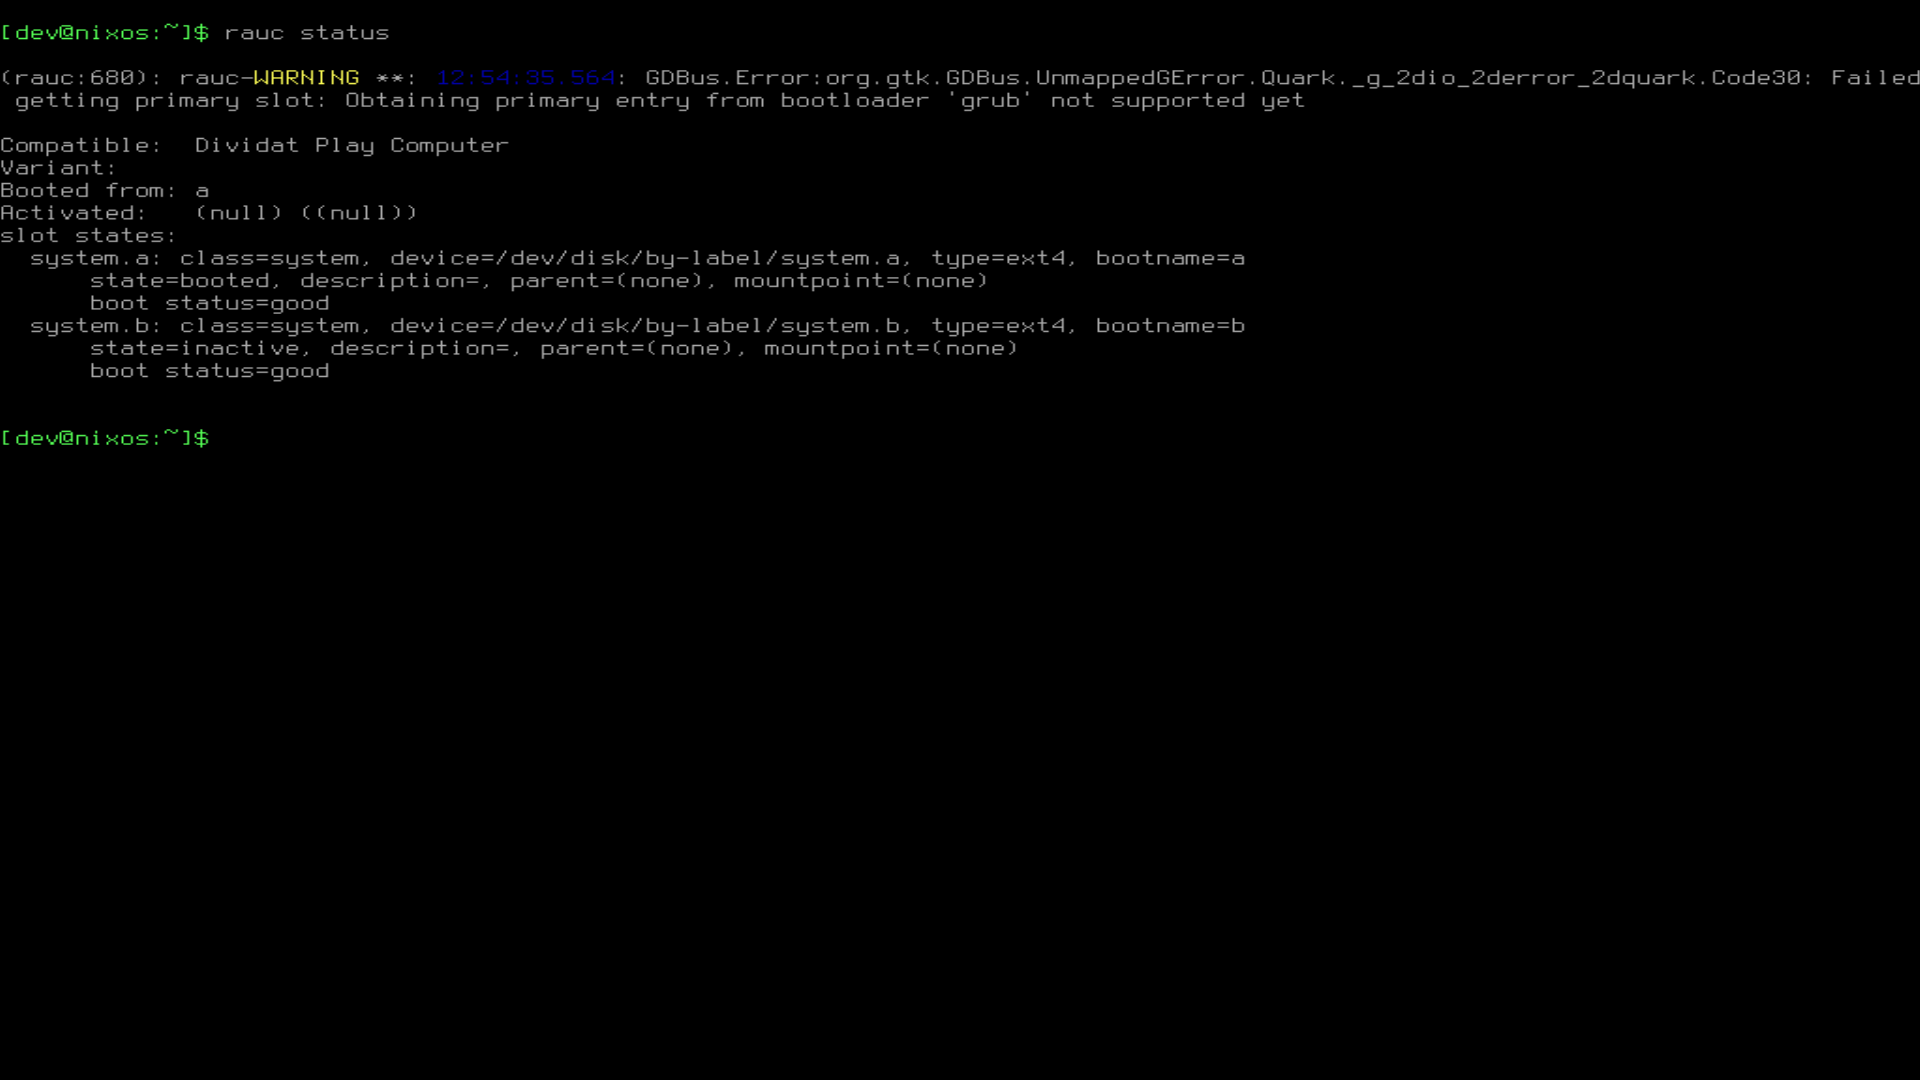 [dev@nixos:~]$ rauc status
(rauc:680): rauc-WARNING **: 12:54:35.564: GDBus.Error:org.gtk.GDBus.UnmappedGError.Quark._g_2dio_2derror_2dquark.Code30: Failed
 getting primary slot: Obtaining primary entry from bootloader 'grub' not supported yet
Compatible:  Dividat Play Computer
Variant:
Booted from: a
Activated:   (null) ((null))
slot states:
  system.a: class=system, device=/dev/disk/by-label/system.a, type=ext4, bootname=a
      state=booted, description=, parent=(none), mountpoint=(none)
      boot status=good
  system.b: class=system, device=/dev/disk/by-label/system.b, type=ext4, bootname=b
      state=inactive, description=, parent=(none), mountpoint=(none)
      boot status=good
[dev@nixos:~]$